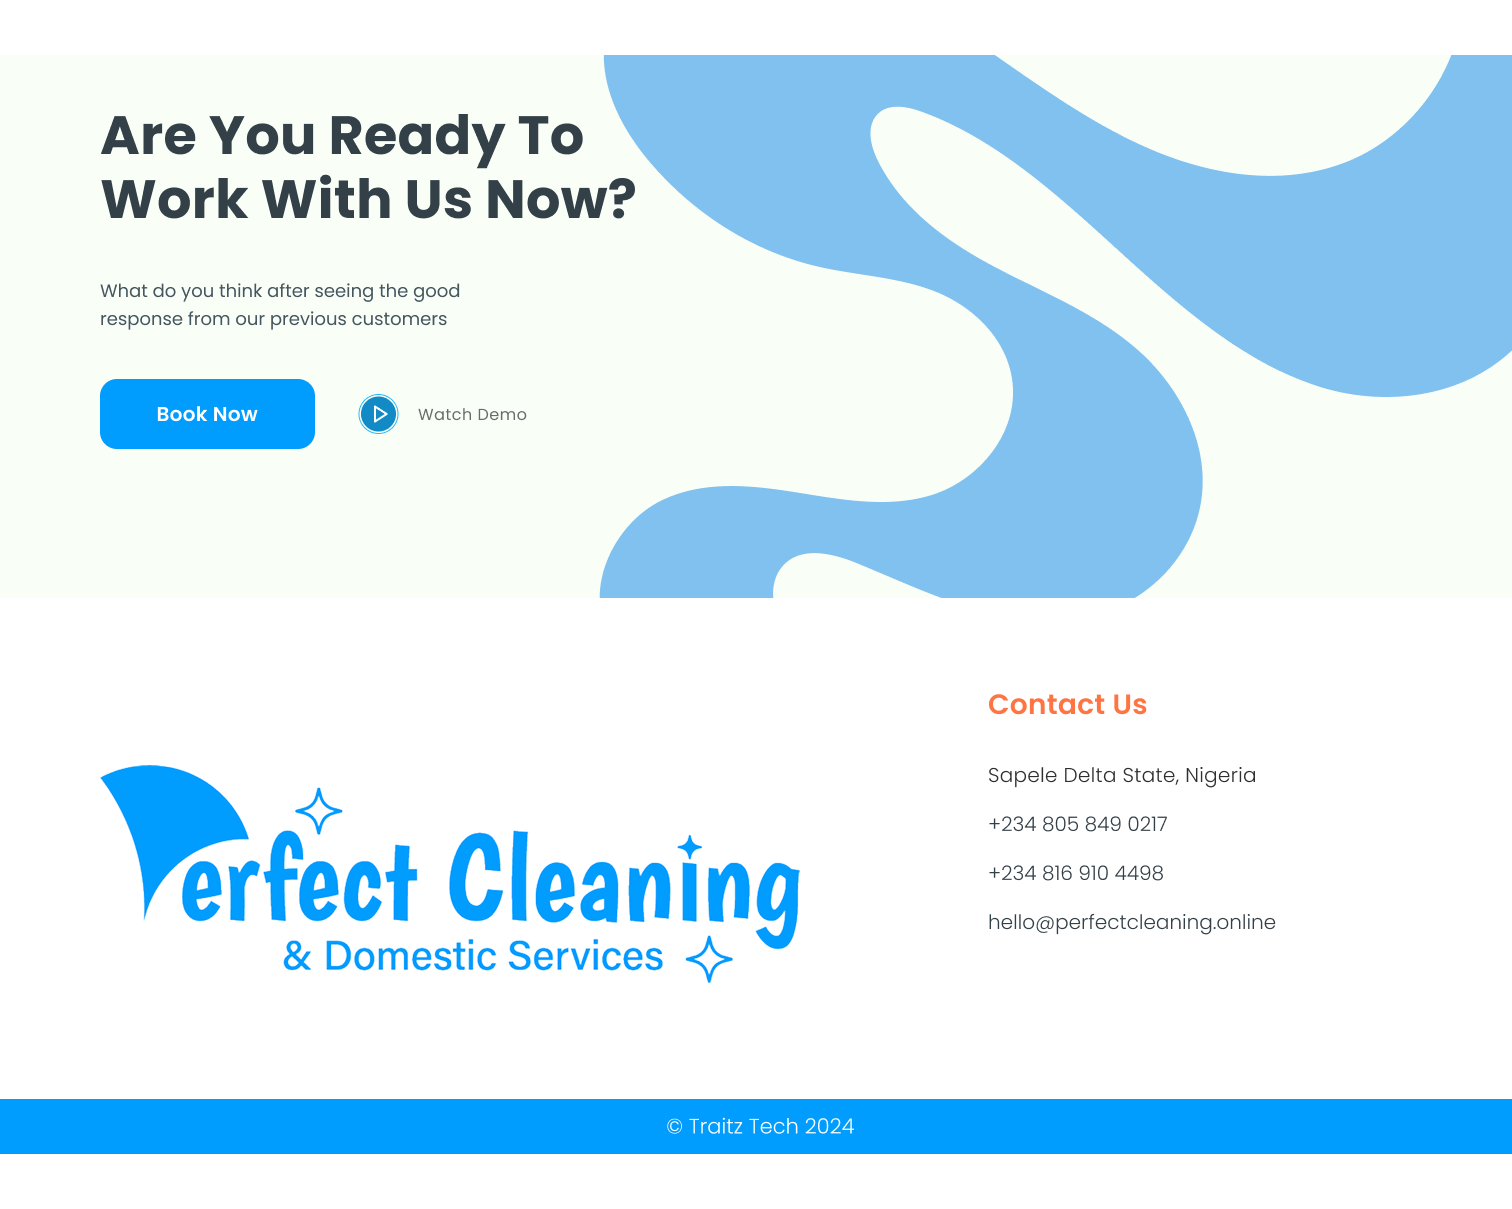 Are You Ready To
Work With Us Now?
What do you think after seeing the good
response from our previous customers
Book Now
Watch Demo
Perfect Cleaning
& Domestic Services
Contact Us
Sapele Delta State, Nigeria
+234 805 849 0217
+234 816 910 4498
hello@perfectcleaning.online
© Traitz Tech 2024